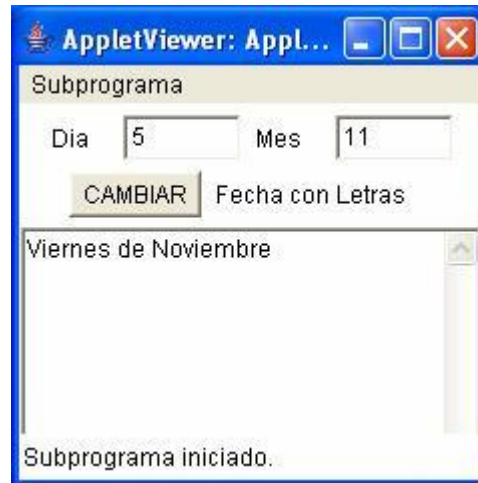 AppletViewer: Appl...
Subprograma
Dia 5 Mes 11
CAMBIAR Fecha con Letras
Viernes de Noviembre
Subprograma iniciado.